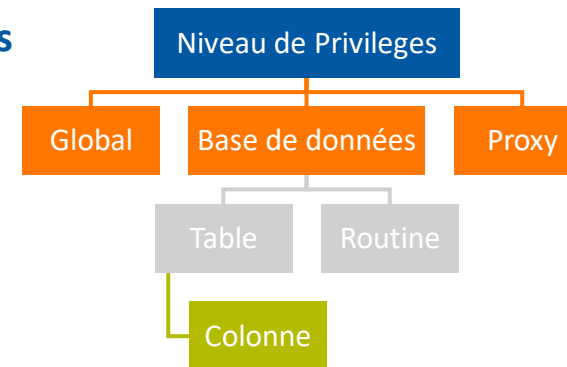 s
Niveau de Privileges
Global
Base de données
Proxy
Table
Routine
Colonne